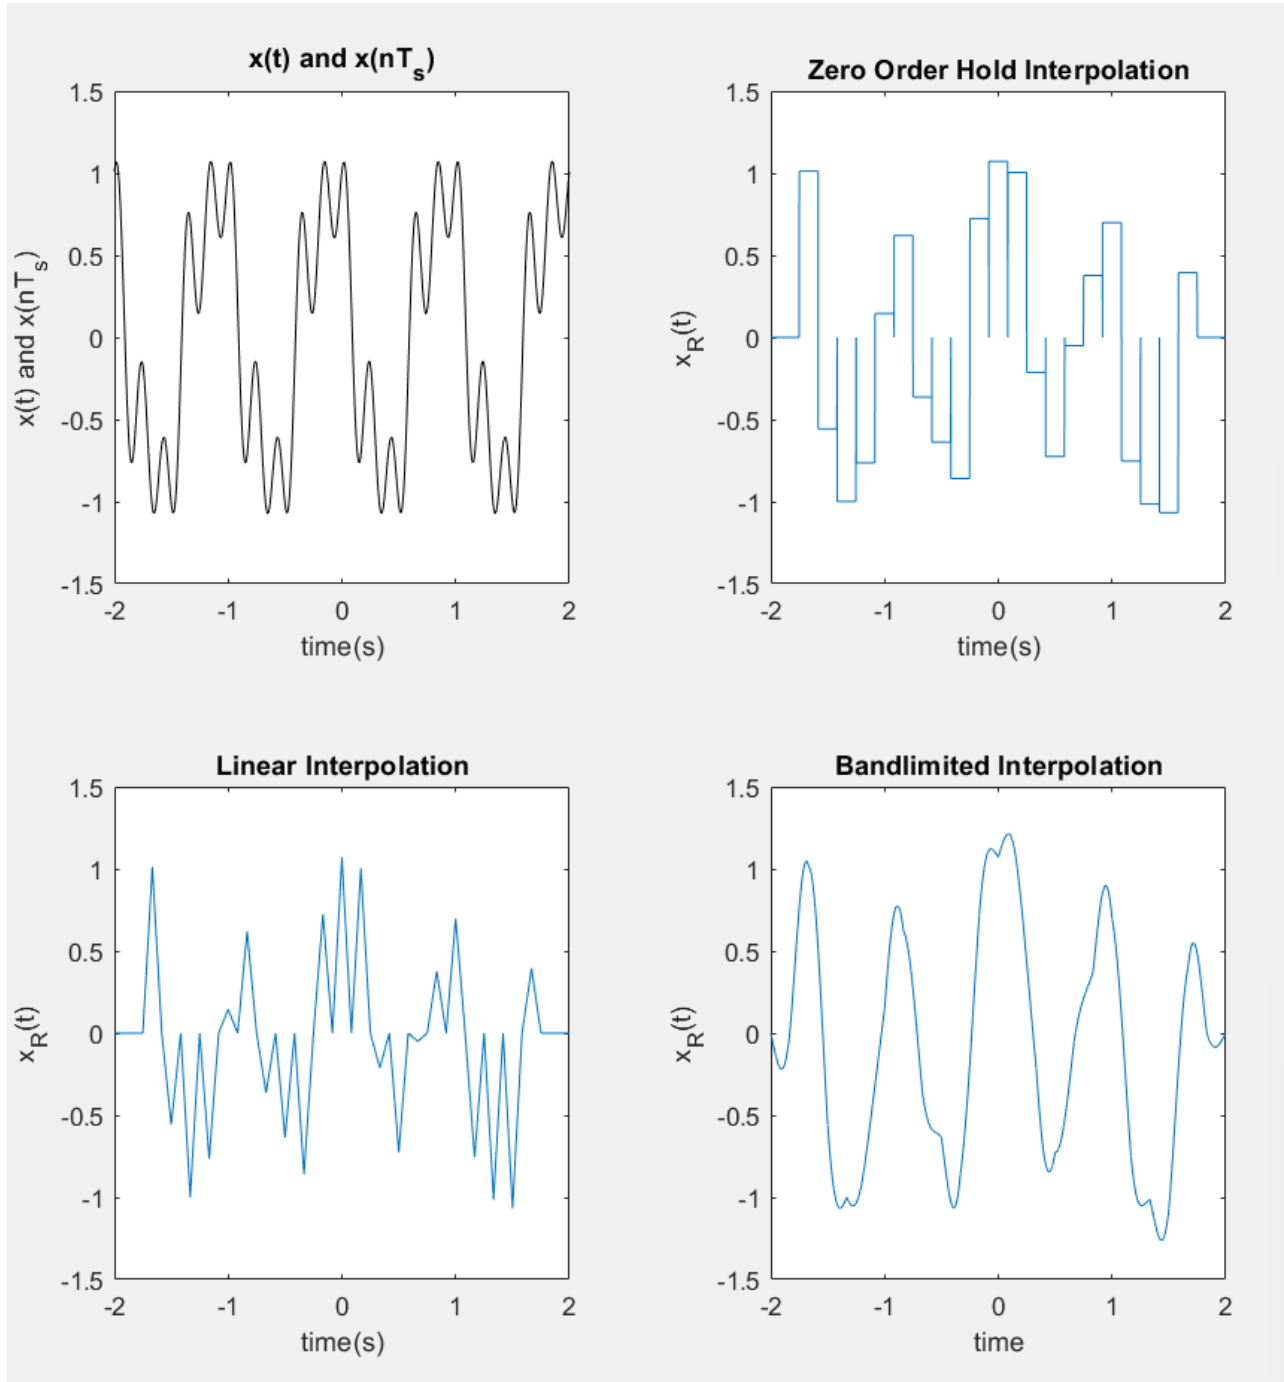 x(t) and x(nTs)
1.5
1
0.5
0
-0.5
-1
-1.5
x(t) and x(nTs)
-2 -1 0 1 2
time(s)
Zero Order Hold Interpolation
1.5
1
0.5
0
-0.5
-1
-1.5
xR(t)
-2 -1 0 1 2
time(s)
Linear Interpolation
1.5
1
0.5
0
-0.5
-1
-1.5
xR(t)
-2 -1 0 1 2
time(s)
Bandlimited Interpolation
1.5
1
0.5
0
-0.5
-1
-1.5
xR(t)
-2 -1 0 1 2
time